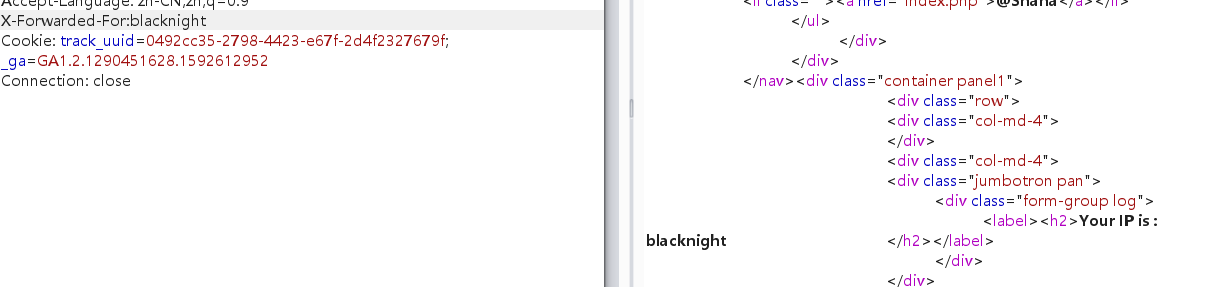 Accept-Language: zh-CN,zh;q=0.9
X-Forwarded-For:blacknight
Cookie: track_uuid=0492cc35-2798-4423-e67f-2d4f2327679f;
_ga=GA1.2.1290451628.1592612952
Connection: close
<li class=" "><a href="index.php">@Shana</a></li>
</ul>
</div>
</div>
</nav><div class="container panel1">
<div class="row">
<div class="col-md-4">
</div>
<div class="col-md-4">
<div class="jumbotron pan">
<div class="form-group log">
<label><h2>Your IP is :
blacknight </h2></label>
</div>
</div>